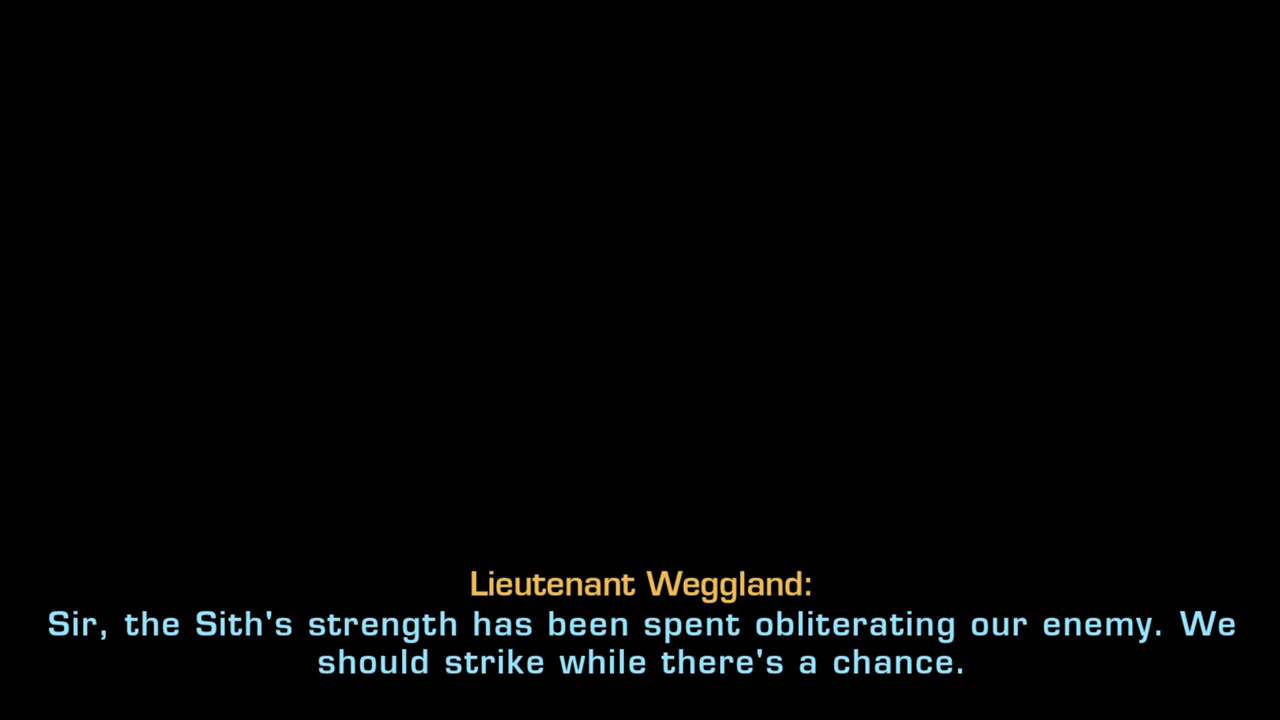 Lieutenant Weggland:
Sir, the Sith's strength has been spent obliterating our enemy. We
should strike while there's a chance.